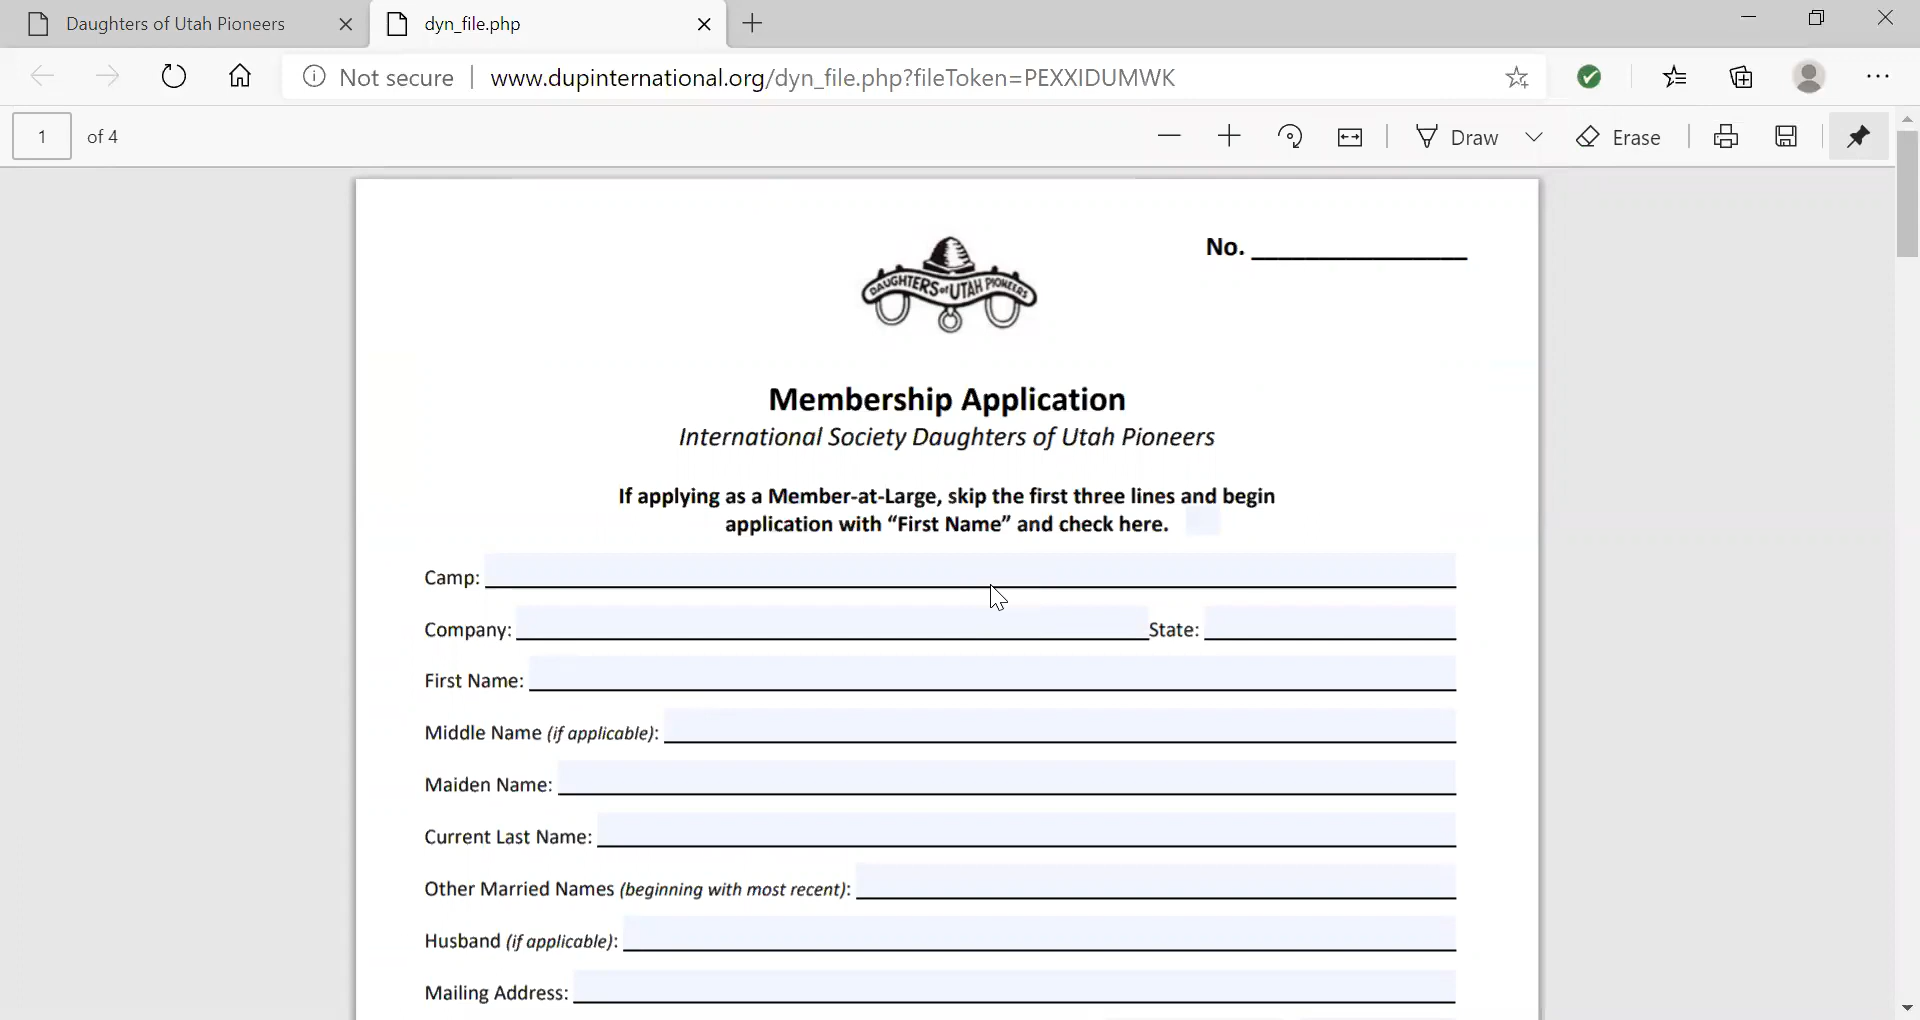 Daughters of Utah Pioneers
dyn_file.php
Not secure
www.dupinternational.org/dyn_file.php?fileToken=PEXXIDUMWK
1 of 4
Draw
Erase
No. ________________
DAUGHTERS of UTAH PIONEERS
Membership Application
International Society Daughters of Utah Pioneers
If applying as a Member-at-Large, skip the first three lines and begin
application with “First Name” and check here.
Camp:
Company: State:
First Name:
Middle Name (if applicable):
Maiden Name:
Current Last Name:
Other Married Names (beginning with most recent):
Husband (if applicable):
Mailing Address: